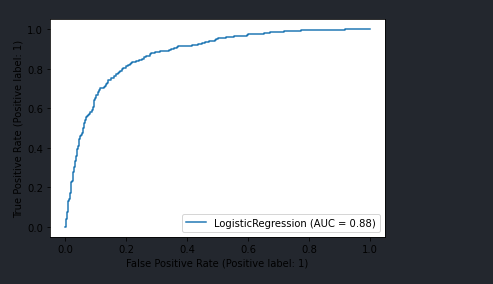 1.0
0.8
0.6
0.4
0.2
0.0
True Positive Rate (Positive label: 1)
LogisticRegression (AUC = 0.88)
0.0 0.2 0.4 0.6 0.8 1.0
False Positive Rate (Positive label: 1)